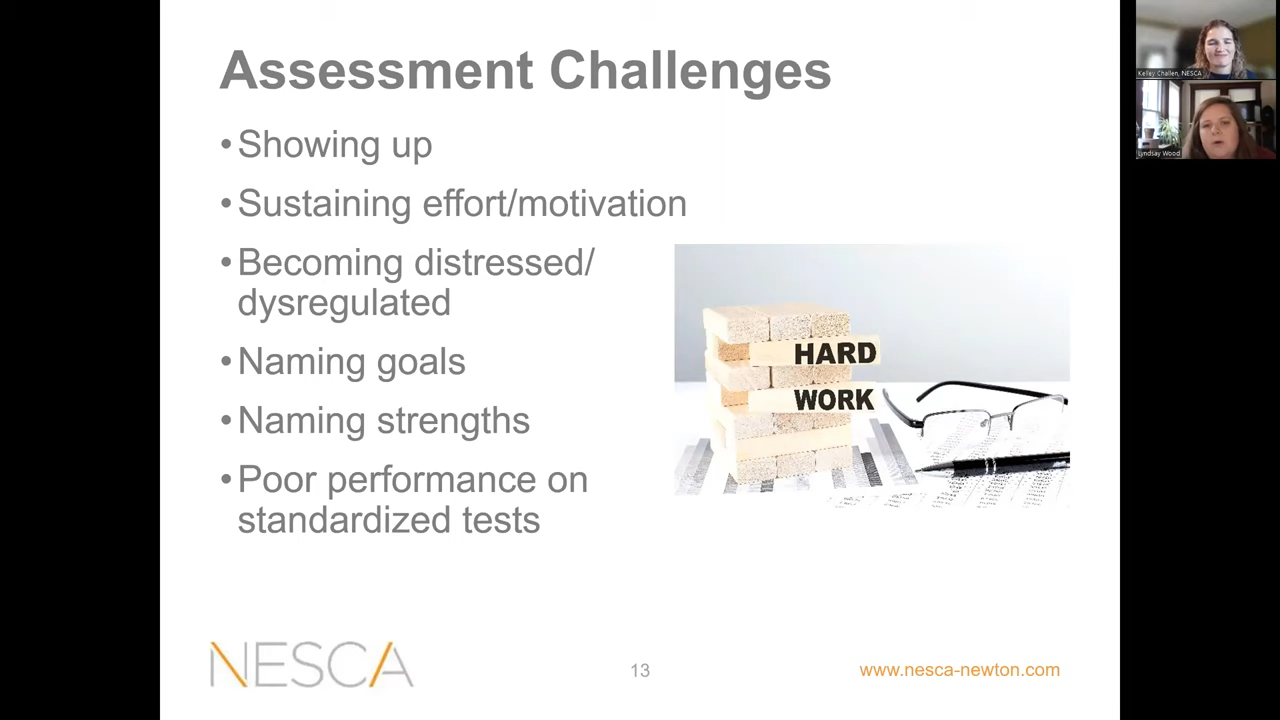 Assessment Challenges
•Showing up
•Sustaining effort/motivation
•Becoming distressed/
dysregulated
•Naming goals
•Naming strengths
•Poor performance on
standardized tests
HARD
WORK
NESCA
13
www.nesca-newton.com
Kelley Challen, NESCA
Lyndsay Wood